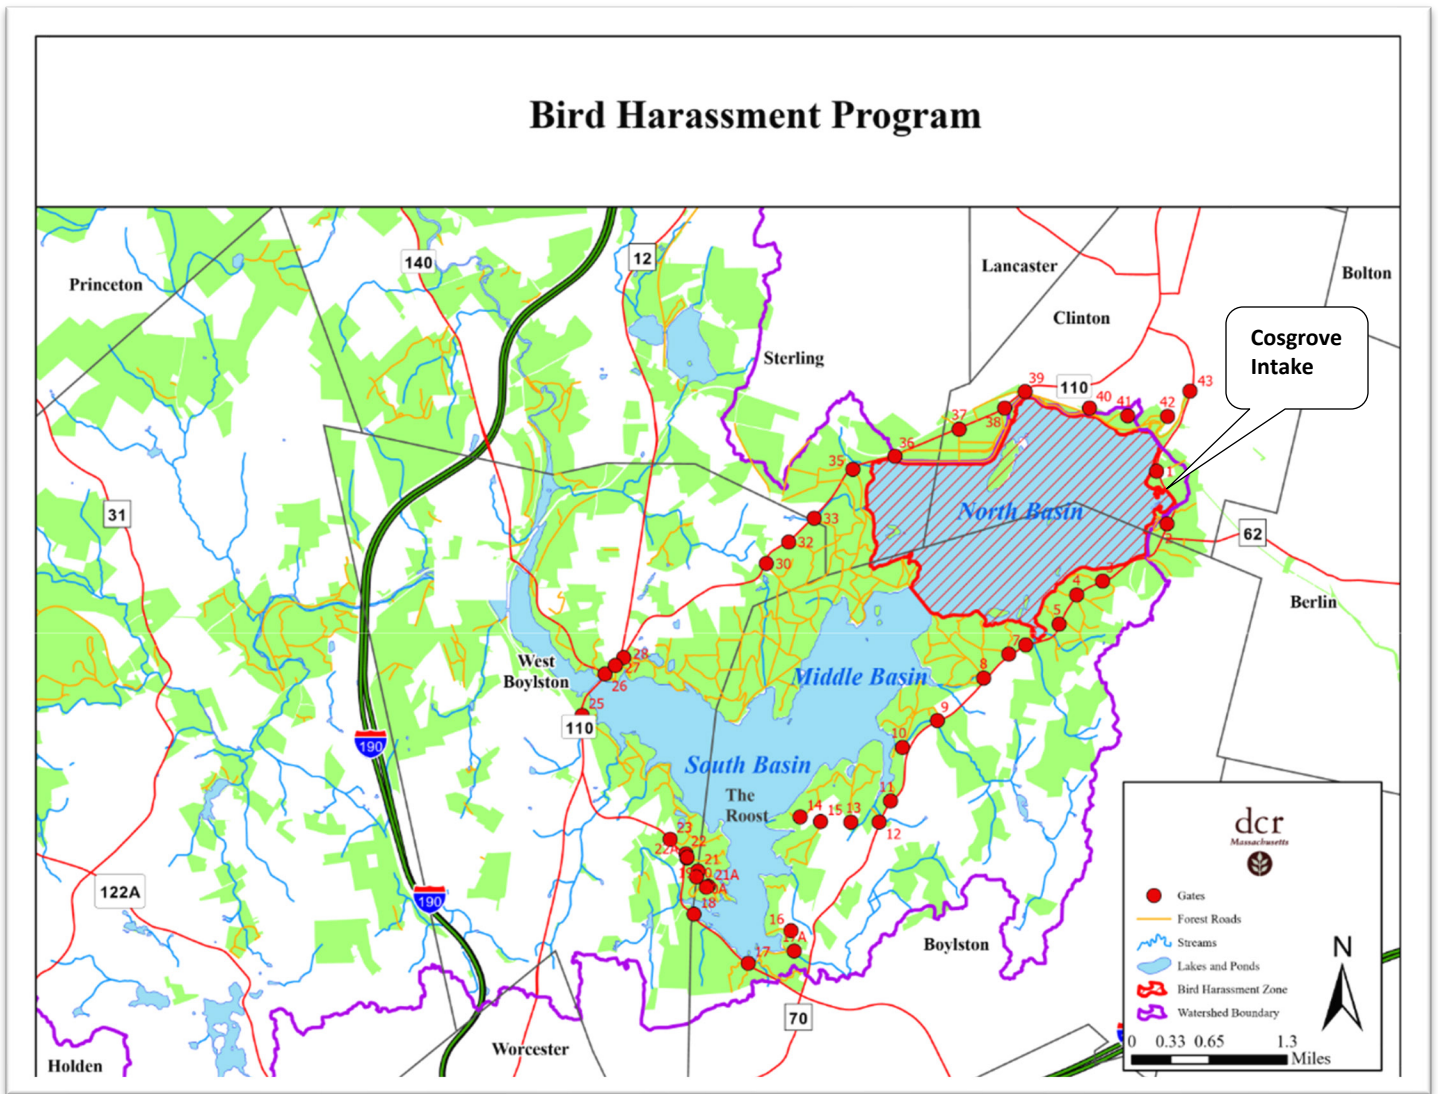 Bird Harassment Program
Princeton
140
12
Lancaster
Bolton
Clinton
Sterling
Cosgrove
Intake
39
110
43
40
41
42
37
38
36
35
1
31
North Basin
33
2
62
32
30
3
4
Berlin
5
7
28
27
West
Boylston
26
Middle Basin
8
25
9
110
190
10
South Basin
The
Roost
11
14
15
13
12
23
22
22A
21
21A
122A
190
18
16
17A
17
Boylston
70
Holden
Worcester
dcr
Massachusetts
Gates
Forest Roads
Streams
Lakes and Ponds
Bird Harassment Zone
Watershed Boundary
N
0 0.33 0.65 1.3
Miles